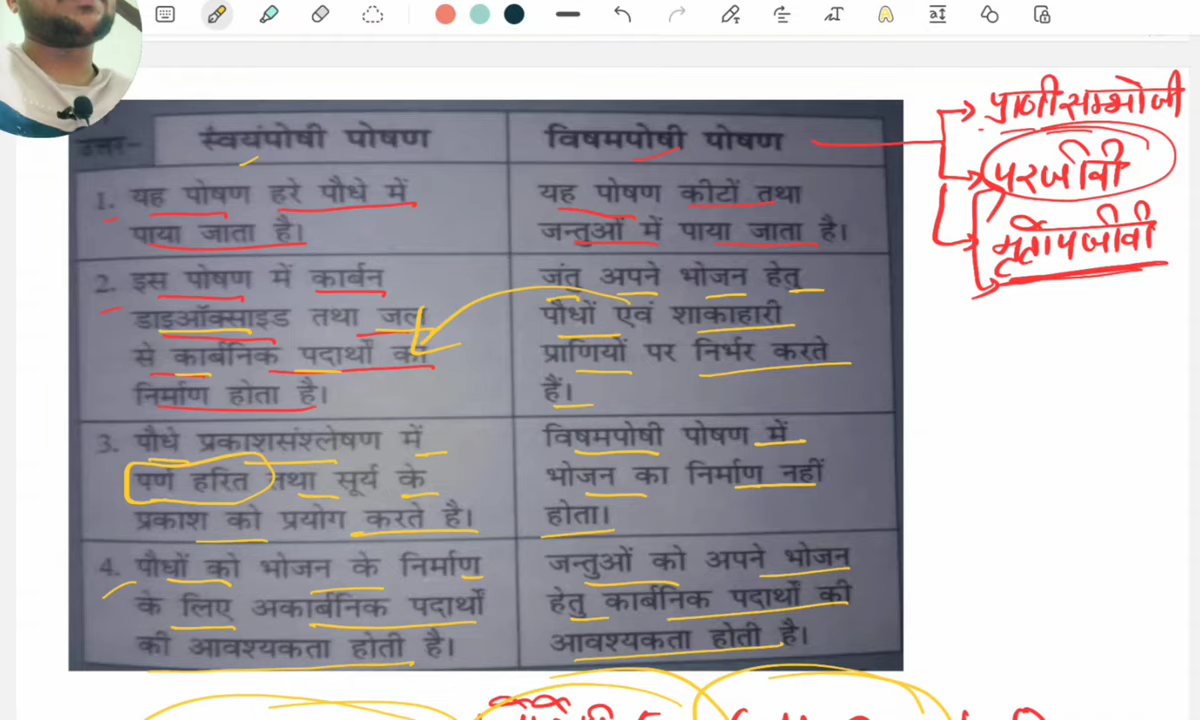 प्राणीसम्भोजी
परजीवी
मृतोपजीवी
उत्तर- स्वयंपोषी पोषण
विषमपोषी पोषण
1. यह पोषण हरे पौधे में
पाया जाता है।
यह पोषण कीटों तथा
जन्तुओं में पाया जाता है।
2. इस पोषण में कार्बन
डाइऑक्साइड तथा जल
से कार्बनिक पदार्थों का
निर्माण होता है।
जंतु अपने भोजन हेतु
पौधों एवं शाकाहारी
प्राणियों पर निर्भर करते
हैं।
3. पौधे प्रकाशसंश्लेषण में
पर्ण हरित तथा सूर्य के
प्रकाश को प्रयोग करते है।
विषमपोषी पोषण में
भोजन का निर्माण नहीं
होता।
4. पौधों को भोजन के निर्माण
के लिए अकार्बनिक पदार्थों
की आवश्यकता होती है।
जन्तुओं को अपने भोजन
हेतु कार्बनिक पदार्थों की
आवश्यकता होती है।